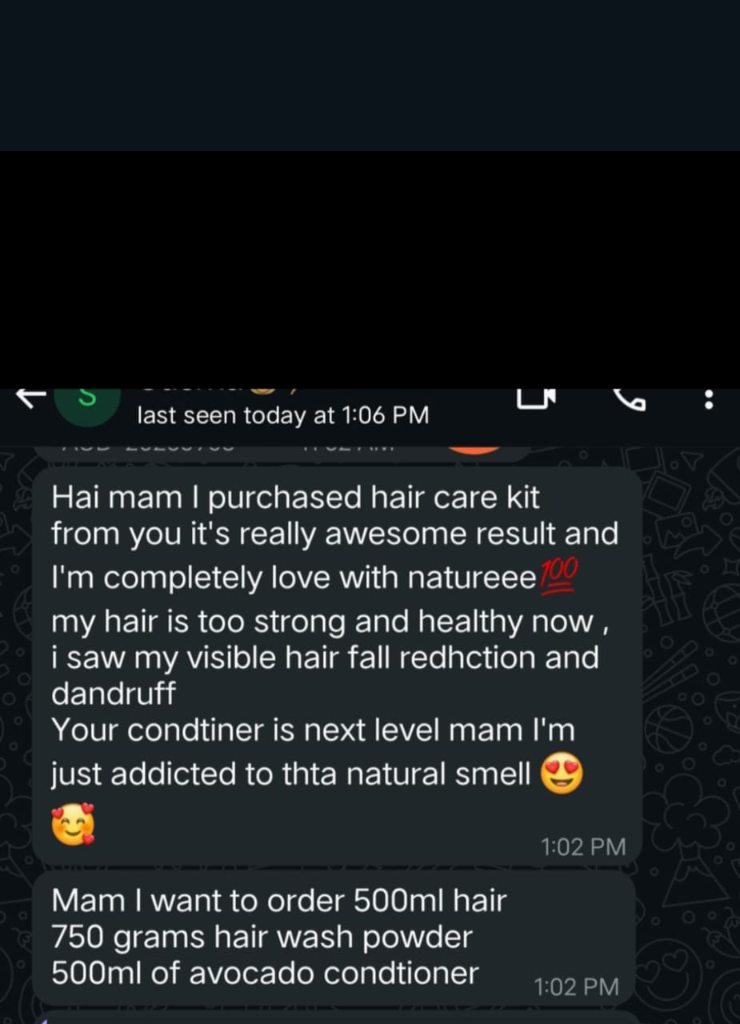 S
last seen today at 1:06 PM
Hai mam I purchased hair care kit
from you it's really awesome result and
I'm completely love with natureee💯
my hair is too strong and healthy now ,
i saw my visible hair fall redhction and
dandruff
Your condtiner is next level mam I'm
just addicted to thta natural smell 😍
🥰
1:02 PM
Mam I want to order 500ml hair
750 grams hair wash powder
500ml of avocado condtioner
1:02 PM